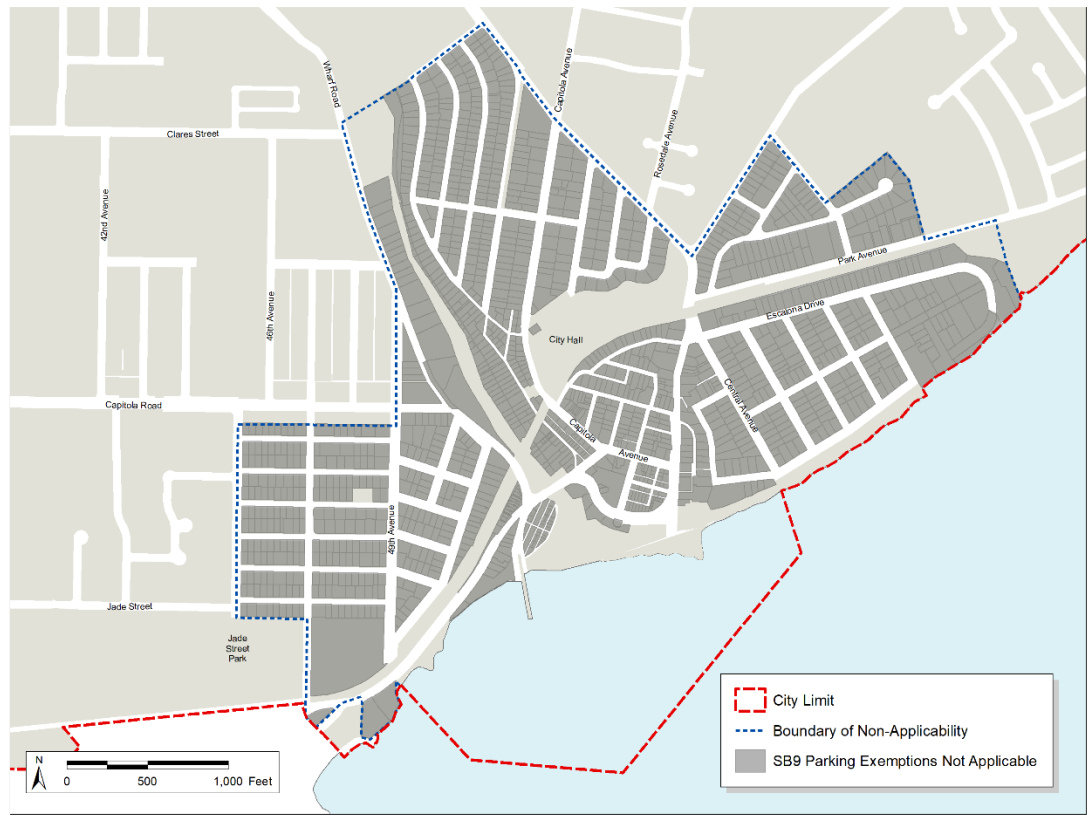 Wharf Road
Capitola Avenue
Clares Street
Rosedale Avenue
42nd Avenue
46th Avenue
Park Avenue
Escalona Drive
City Hall
Central Avenue
Capitola Road
Capitola
Avenue
49th Avenue
Jade Street
Jade
Street
Park
City Limit
Boundary of Non-Applicability
SB9 Parking Exemptions Not Applicable
N
0 500 1,000 Feet